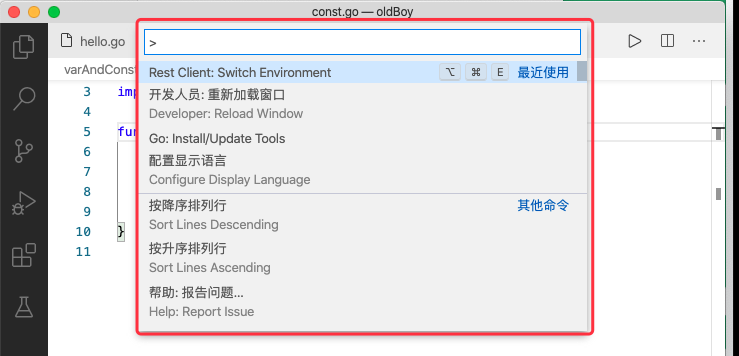 const.go — oldBoy
hello.go
>
varAndConst
Rest Client: Switch Environment ⌥ ⌘ E 最近使用
开发人员: 重新加载窗口
Developer: Reload Window
Go: Install/Update Tools
配置显示语言
Configure Display Language
按降序排列行 其他命令
Sort Lines Descending
按升序排列行
Sort Lines Ascending
帮助: 报告问题...
Help: Report Issue
3 imp
4
5 fun
6
7
8
9
10 }
11